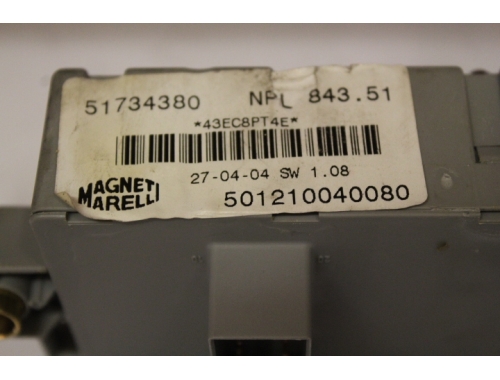 51734380 NPL 843.51
*43EC8PT4E*
27-04-04 SW 1.08
MAGNETI
MARELLI
501210040080